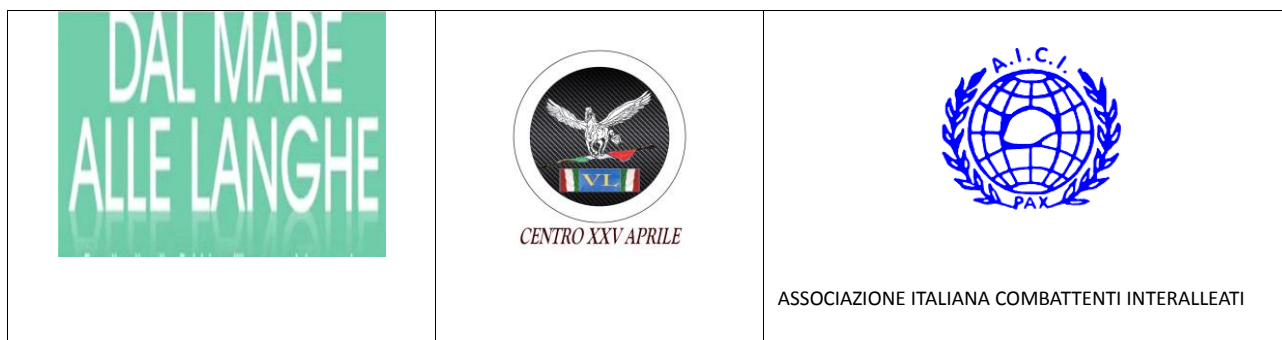 DAL MARE
ALLE LANGHE
VL
CENTRO XXV APRILE
A.I.C.I.
PAX
ASSOCIAZIONE ITALIANA COMBATTENTI INTERALLEATI